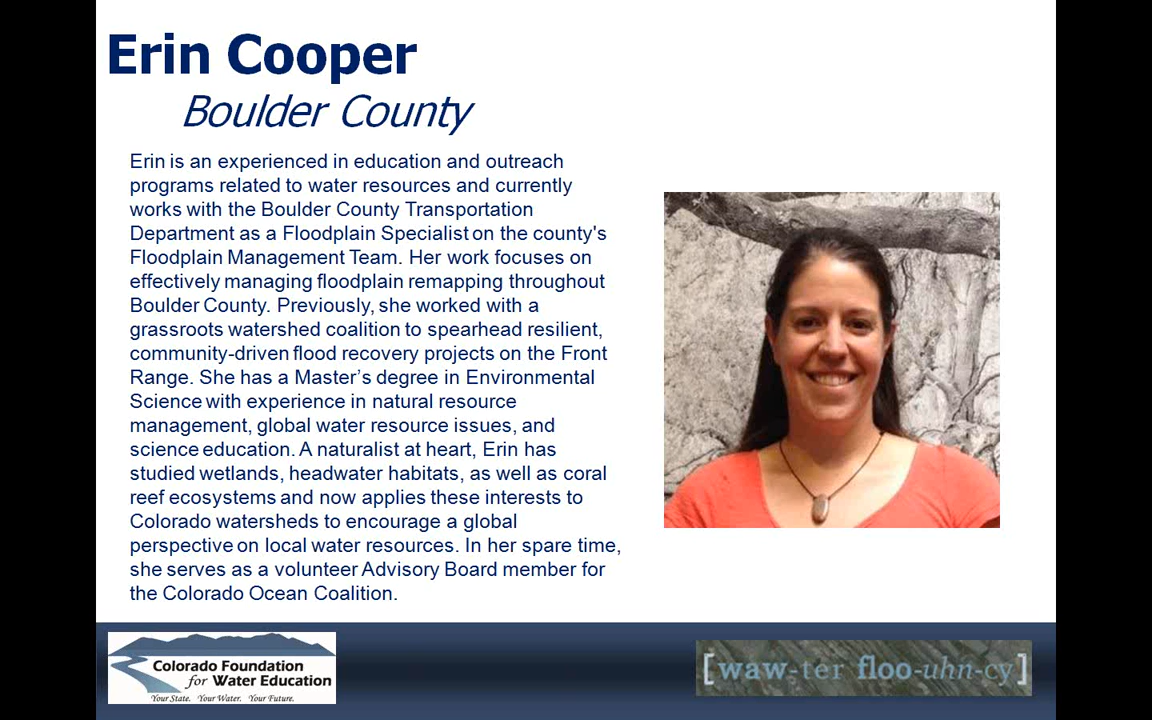 Erin Cooper
Boulder County
Erin is an experienced in education and outreach
programs related to water resources and currently
works with the Boulder County Transportation
Department as a Floodplain Specialist on the county's
Floodplain Management Team. Her work focuses on
effectively managing floodplain remapping throughout
Boulder County. Previously, she worked with a
grassroots watershed coalition to spearhead resilient,
community-driven flood recovery projects on the Front
Range. She has a Master’s degree in Environmental
Science with experience in natural resource
management, global water resource issues, and
science education. A naturalist at heart, Erin has
studied wetlands, headwater habitats, as well as coral
reef ecosystems and now applies these interests to
Colorado watersheds to encourage a global
perspective on local water resources. In her spare time,
she serves as a volunteer Advisory Board member for
the Colorado Ocean Coalition.
Colorado Foundation
for Water Education
Your State. Your Water. Your Future.
[waw-ter floo-uhn-cy]